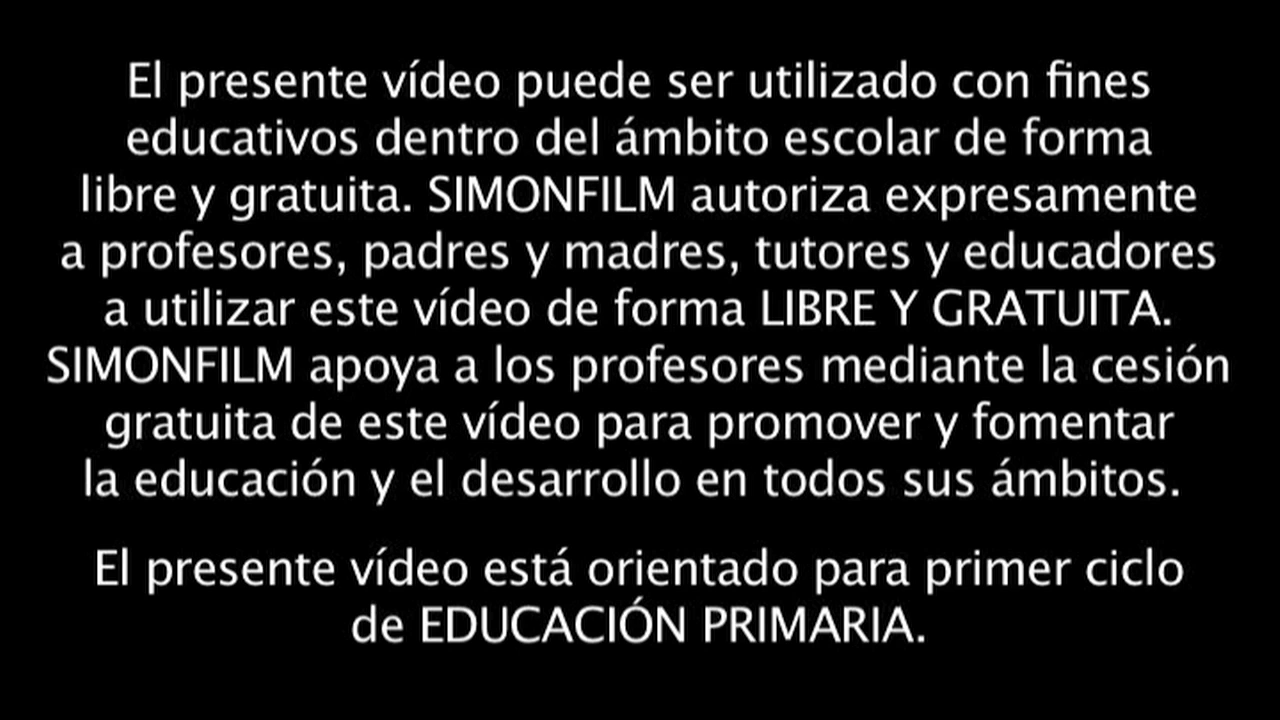 El presente vídeo puede ser utilizado con fines
educativos dentro del ámbito escolar de forma
libre y gratuita. SIMONFILM autoriza expresamente
a profesores, padres y madres, tutores y educadores
a utilizar este vídeo de forma LIBRE Y GRATUITA.
SIMONFILM apoya a los profesores mediante la cesión
gratuita de este vídeo para promover y fomentar
la educación y el desarrollo en todos sus ámbitos.
El presente vídeo está orientado para primer ciclo
de EDUCACIÓN PRIMARIA.